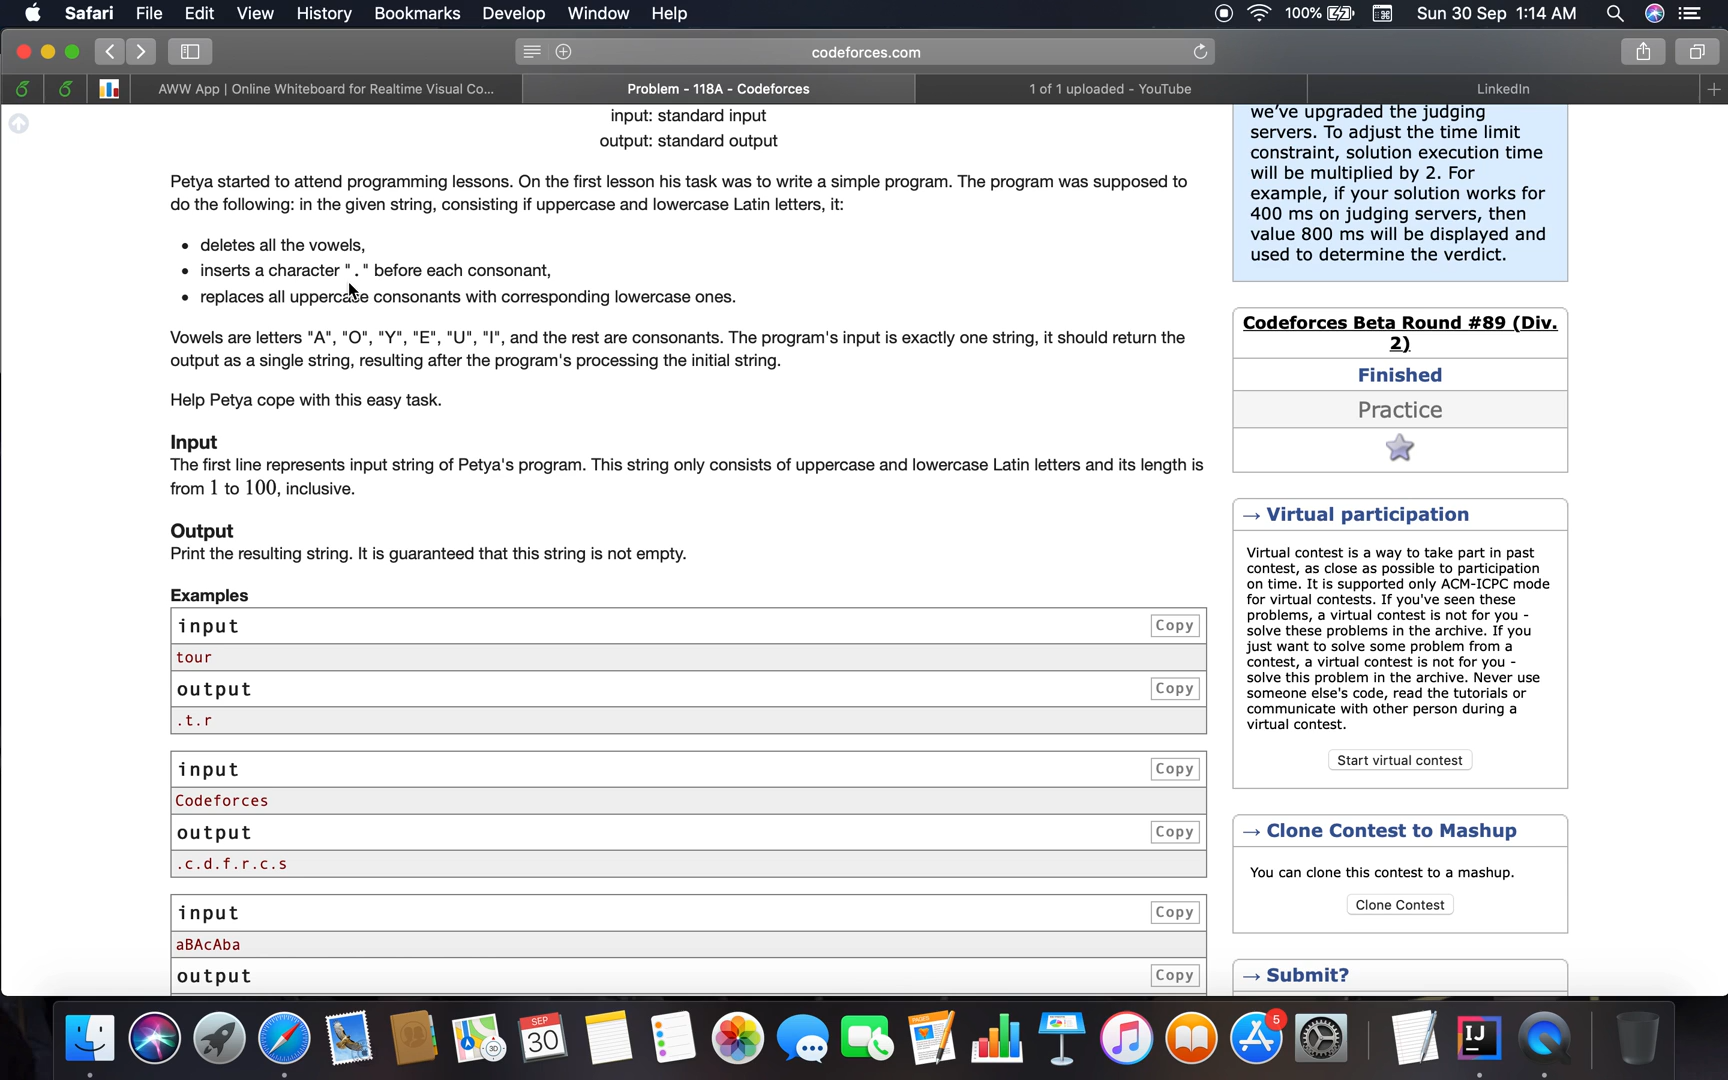 Safari File Edit View History Bookmarks Develop Window Help 100% Sun 30 Sep 1:14 AM
codeforces.com
AWW App | Online Whiteboard for Realtime Visual Co... Problem - 118A - Codeforces 1 of 1 uploaded - YouTube LinkedIn
input: standard input
output: standard output
Petya started to attend programming lessons. On the first lesson his task was to write a simple program. The program was supposed to
do the following: in the given string, consisting if uppercase and lowercase Latin letters, it:
• deletes all the vowels,
• inserts a character "." before each consonant,
• replaces all uppercase consonants with corresponding lowercase ones.
Vowels are letters "A", "O", "Y", "E", "U", "I", and the rest are consonants. The program's input is exactly one string, it should return the
output as a single string, resulting after the program's processing the initial string.
Help Petya cope with this easy task.
Input
The first line represents input string of Petya's program. This string only consists of uppercase and lowercase Latin letters and its length is
from 1 to 100, inclusive.
Output
Print the resulting string. It is guaranteed that this string is not empty.
Examples
input Copy
tour
output Copy
.t.r
input Copy
Codeforces
output Copy
.c.d.f.r.c.s
input Copy
aBAcAba
output Copy
we've upgraded the judging
servers. To adjust the time limit
constraint, solution execution time
will be multiplied by 2. For
example, if your solution works for
400 ms on judging servers, then
value 800 ms will be displayed and
used to determine the verdict.
Codeforces Beta Round #89 (Div.
2)
Finished
Practice
→ Virtual participation
Virtual contest is a way to take part in past
contest, as close as possible to participation
on time. It is supported only ACM-ICPC mode
for virtual contests. If you've seen these
problems, a virtual contest is not for you -
solve these problems in the archive. If you
just want to solve some problem from a
contest, a virtual contest is not for you -
solve this problem in the archive. Never use
someone else's code, read the tutorials or
communicate with other person during a
virtual contest.
Start virtual contest
→ Clone Contest to Mashup
You can clone this contest to a mashup.
Clone Contest
→ Submit?
3D
SEP
30
PAGES
5
IJ